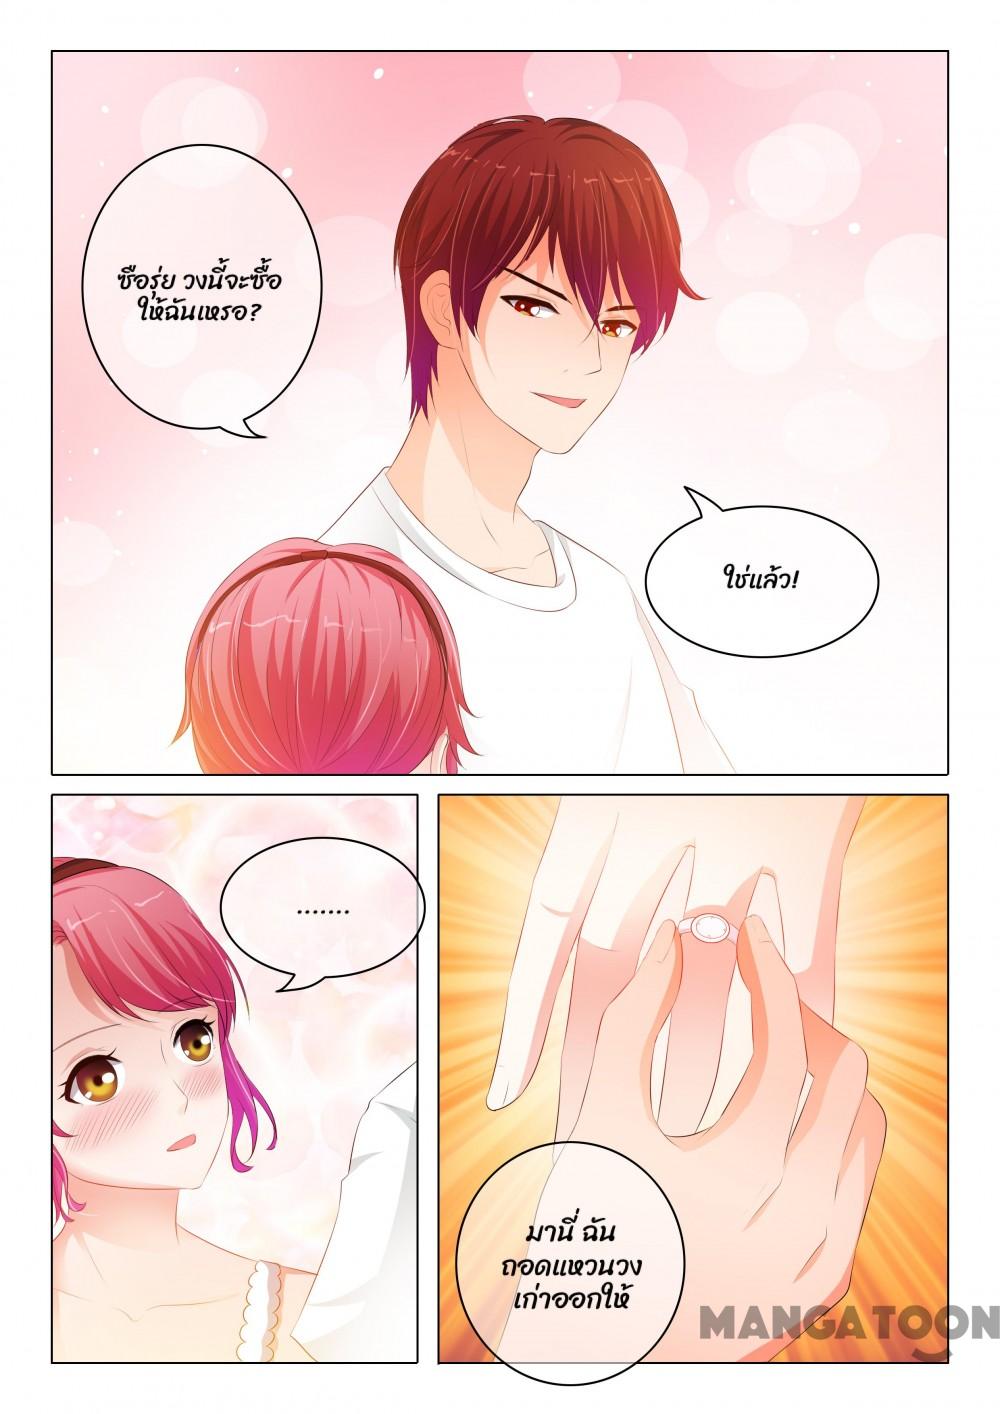 ซือรุ่ย วงนี้จะซื้อ
ให้ฉันเหรอ?
ใช่แล้ว!
.......
มานี่ ฉัน
ถอดแหวนวง
เก่าออกให้
MANGATOON